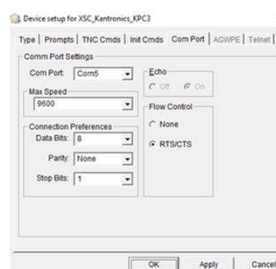 Device setup for XSC_Kantronics_KPC3
Type | Prompts | TNC Cmds | Init Cmds Com Port | AGWPE | Telnet |
Comm Port Settings
Com Port: Com5
Max Speed
9600
Connection Preferences
Data Bits: 8
Parity: None
Stop Bits: 1
Echo
Off On
Flow Control
None
RTS/CTS
OK Apply Cancel